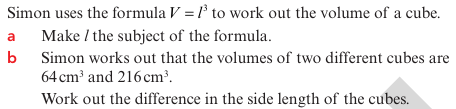 Simon uses the formula V = l³ to work out the volume of a cube.
a Make l the subject of the formula.
b Simon works out that the volumes of two different cubes are
64 cm³ and 216 cm³.
Work out the difference in the side length of the cubes.